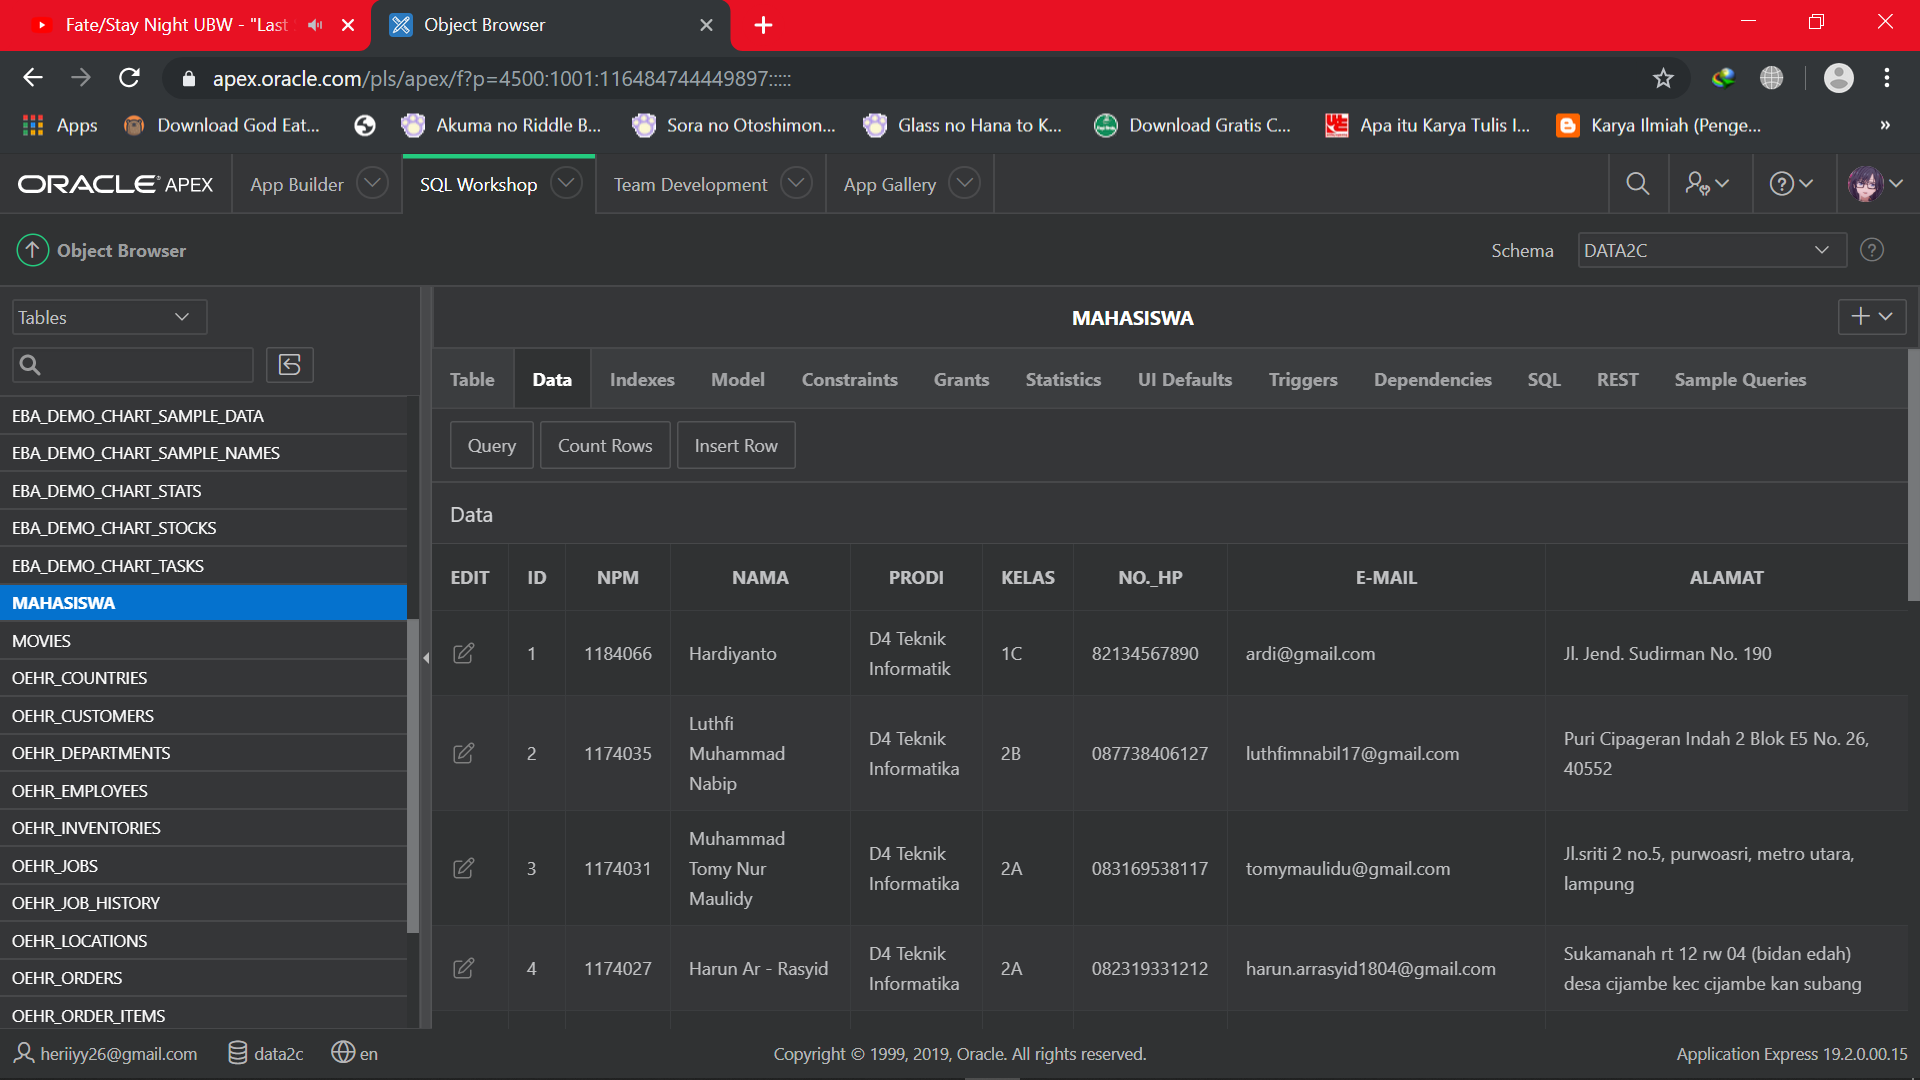 Fate/Stay Night UBW - "Last
Object Browser
apex.oracle.com/pls/apex/f?p=4500:1001:116484744449897:::::
Apps
Download God Eat...
Akuma no Riddle B...
Sora no Otoshimon...
Glass no Hana to K...
Download Gratis C...
Apa itu Karya Tulis I...
Karya Ilmiah (Penge...
»
ORACLE APEX
App Builder
SQL Workshop
Team Development
App Gallery
Object Browser
Schema
DATA2C
Tables
EBA_DEMO_CHART_SAMPLE_DATA
EBA_DEMO_CHART_SAMPLE_NAMES
EBA_DEMO_CHART_STATS
EBA_DEMO_CHART_STOCKS
EBA_DEMO_CHART_TASKS
MAHASISWA
MOVIES
OEHR_COUNTRIES
OEHR_CUSTOMERS
OEHR_DEPARTMENTS
OEHR_EMPLOYEES
OEHR_INVENTORIES
OEHR_JOBS
OEHR_JOB_HISTORY
OEHR_LOCATIONS
OEHR_ORDERS
OEHR_ORDER_ITEMS
MAHASISWA
Table Data Indexes Model Constraints Grants Statistics UI Defaults Triggers Dependencies SQL REST Sample Queries
Query Count Rows Insert Row
Data
EDIT ID NPM NAMA PRODI KELAS NO._HP E-MAIL ALAMAT
1 1184066 Hardiyanto
D4 Teknik
Informatik
1C 82134567890 ardi@gmail.com Jl. Jend. Sudirman No. 190
2 1174035
Luthfi
Muhammad
Nabip
D4 Teknik
Informatika
2B 087738406127 luthfimnabil17@gmail.com
Puri Cipageran Indah 2 Blok E5 No. 26,
40552
3 1174031
Muhammad
Tomy Nur
Maulidy
D4 Teknik
Informatika
2A 083169538117 tomymaulidu@gmail.com
Jl.sriti 2 no.5, purwoasri, metro utara,
lampung
4 1174027 Harun Ar - Rasyid
D4 Teknik
Informatika
2A 082319331212 harun.arrasyid1804@gmail.com
Sukamanah rt 12 rw 04 (bidan edah)
desa cijambe kec cijambe kan subang
heriiyy26@gmail.com data2c en
Copyright © 1999, 2019, Oracle. All rights reserved.
Application Express 19.2.0.00.15